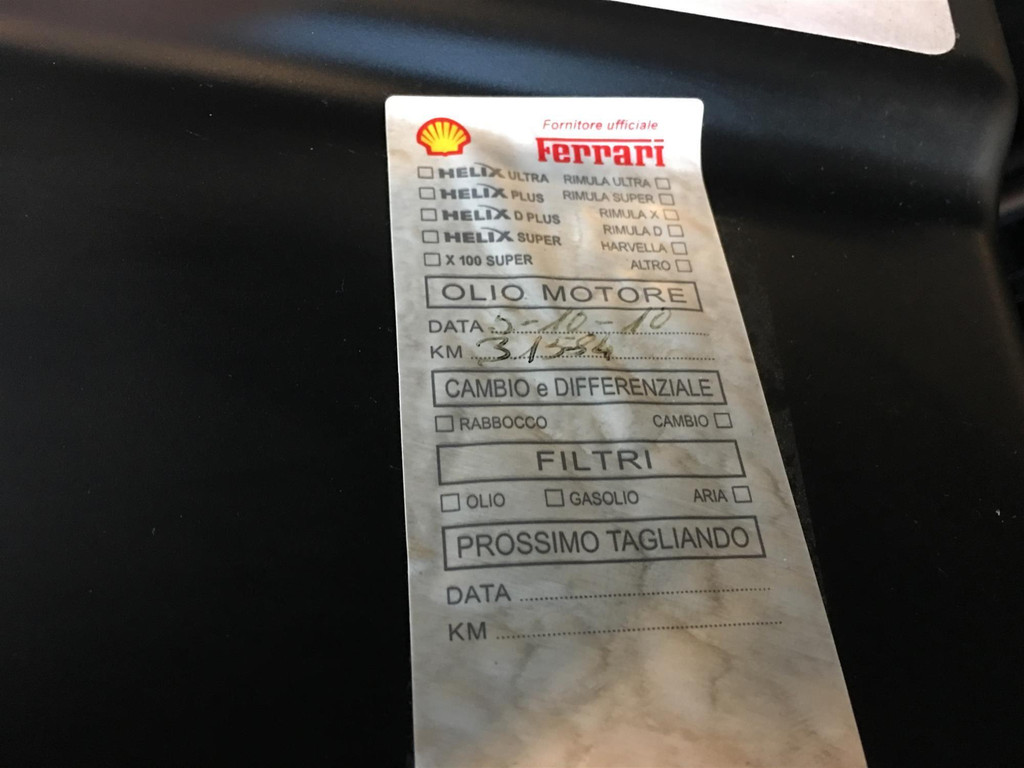 Fornitore ufficiale
Ferrari
HELIX ULTRA RIMULA ULTRA
HELIX PLUS RIMULA SUPER
HELIX D PLUS RIMULA X
HELIX SUPER RIMULA D
HARVELLA
X 100 SUPER ALTRO
OLIO MOTORE
DATA 5-10-10
KM 31584
CAMBIO e DIFFERENZIALE
RABBOCCO CAMBIO
FILTRI
OLIO GASOLIO ARIA
PROSSIMO TAGLIANDO
DATA
KM